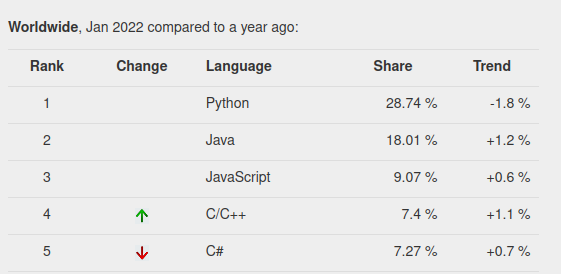 Worldwide, Jan 2022 compared to a year ago:
Rank Change Language Share Trend
1 Python 28.74 % -1.8 %
2 Java 18.01 % +1.2 %
3 JavaScript 9.07 % +0.6 %
4 C/C++ 7.4 % +1.1 %
5 C# 7.27 % +0.7 %